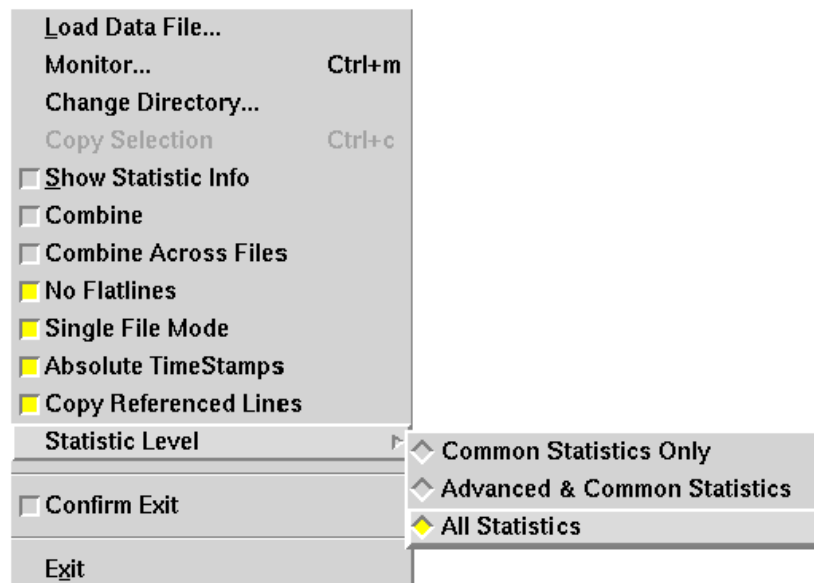 Load Data File...
Monitor... Ctrl+m
Change Directory...
Copy Selection Ctrl+c
Show Statistic Info
Combine
Combine Across Files
No Flatlines
Single File Mode
Absolute TimeStamps
Copy Referenced Lines
Statistic Level
Common Statistics Only
Advanced & Common Statistics
All Statistics
Confirm Exit
Exit